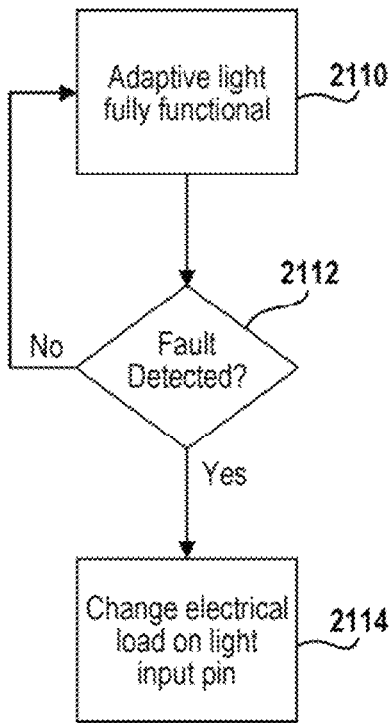 Adaptive light
fully functional
2110
2112
Fault
Detected?
No
Yes
Change electrical
load on light
input pin
2114